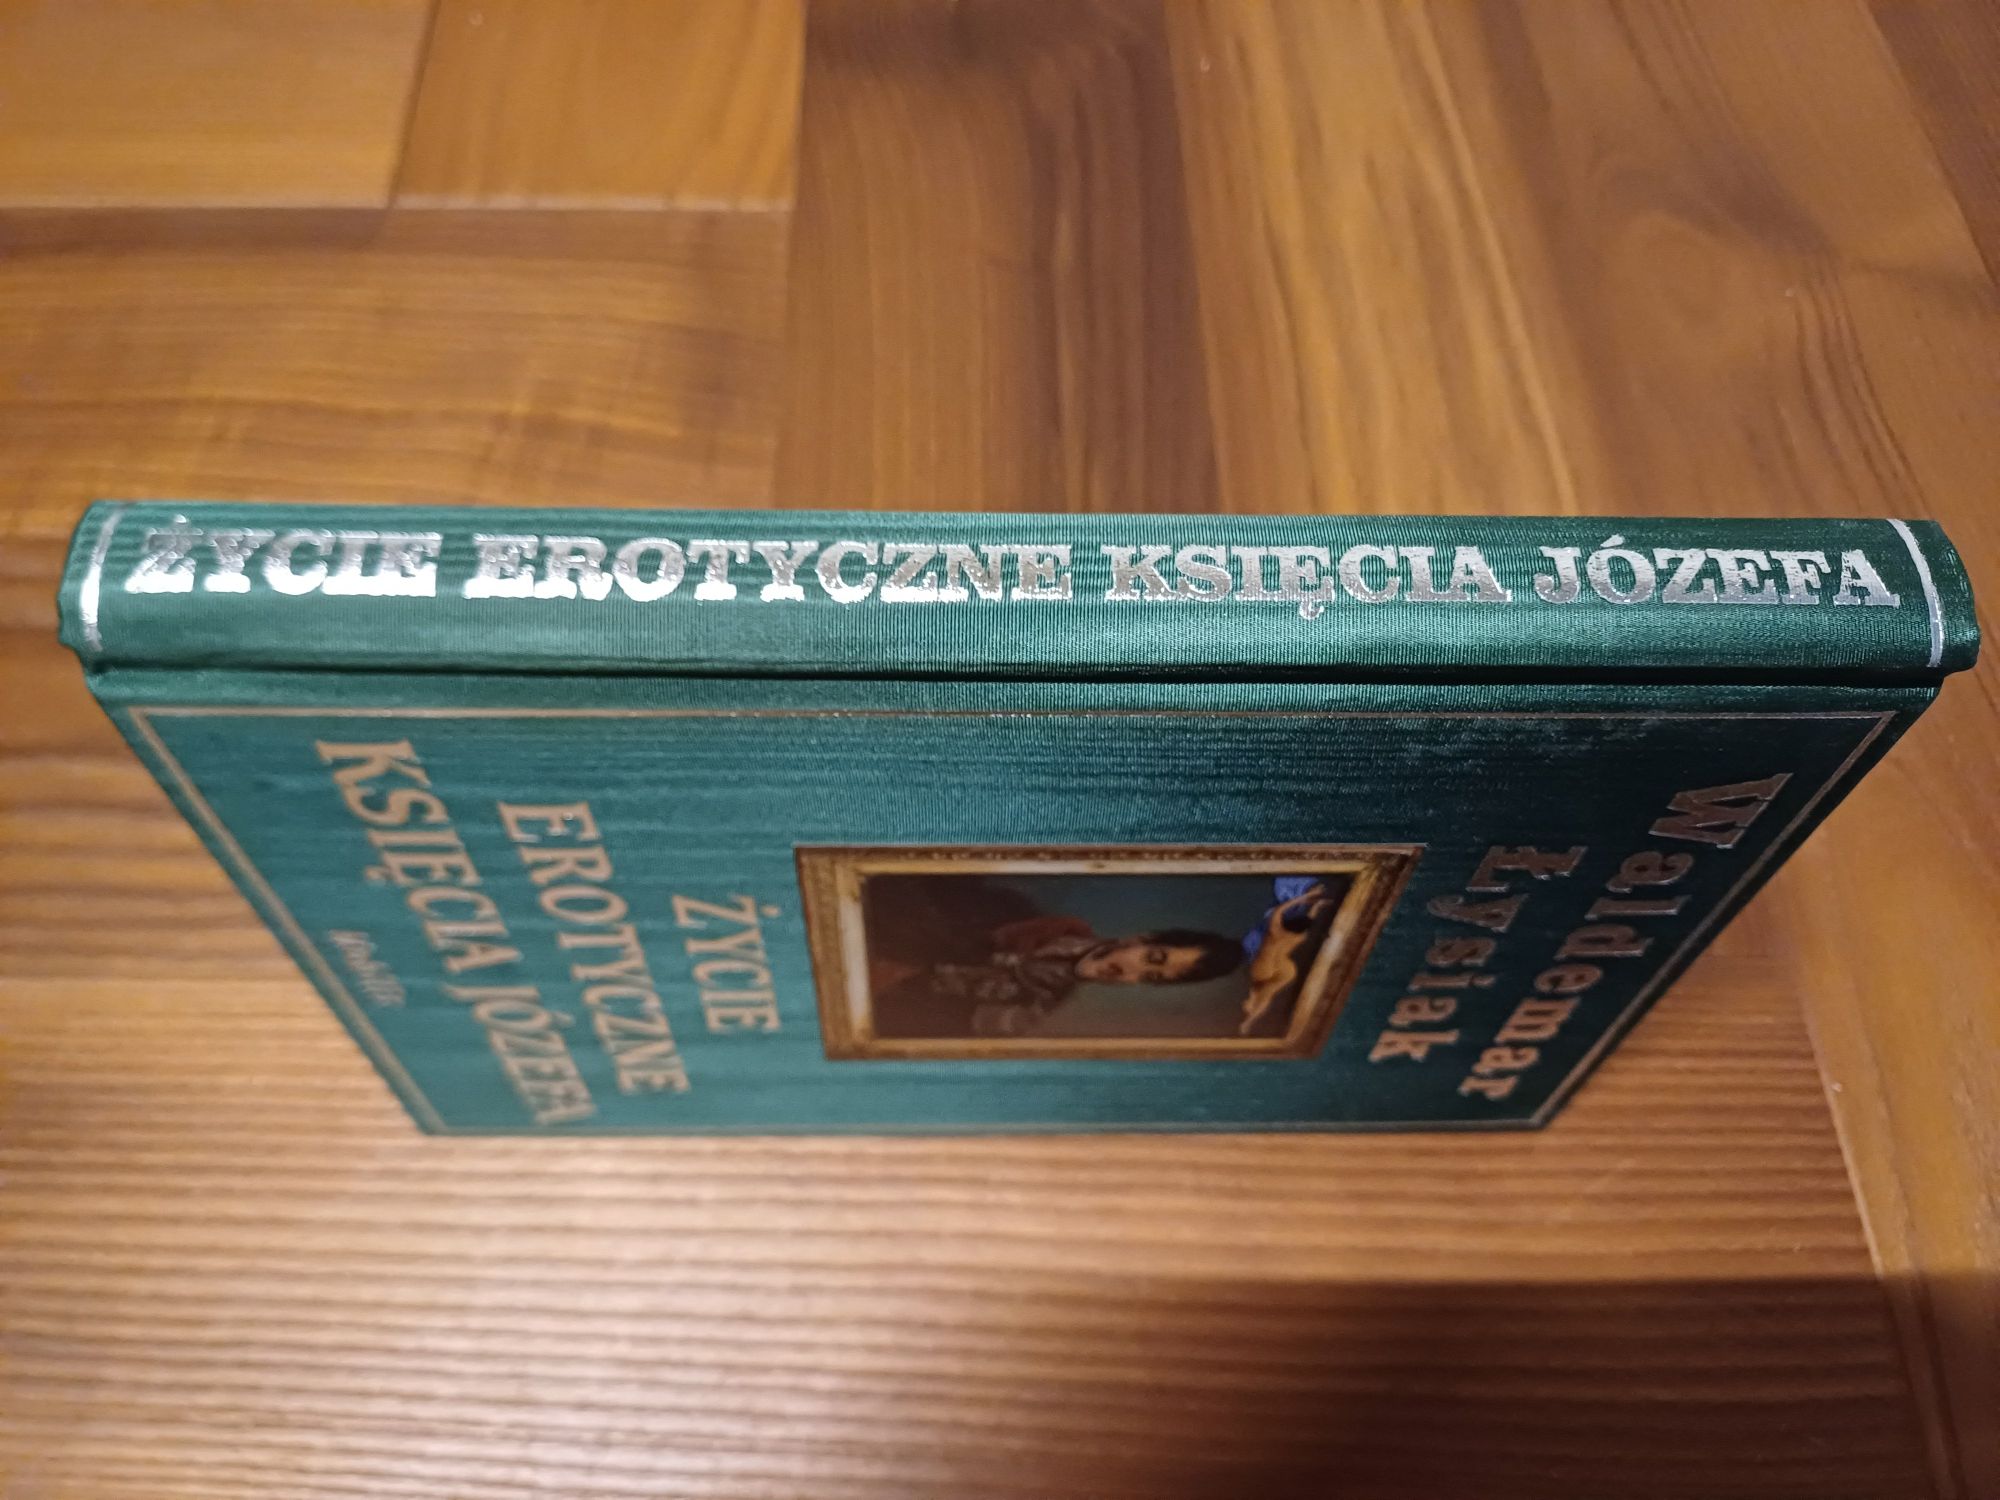 ŻYCIE EROTYCZNE KSIĘCIA JÓZEFA
Waldemar
Łysiak
ŻYCIE
EROTYCZNE
KSIĘCIA JÓZEFA